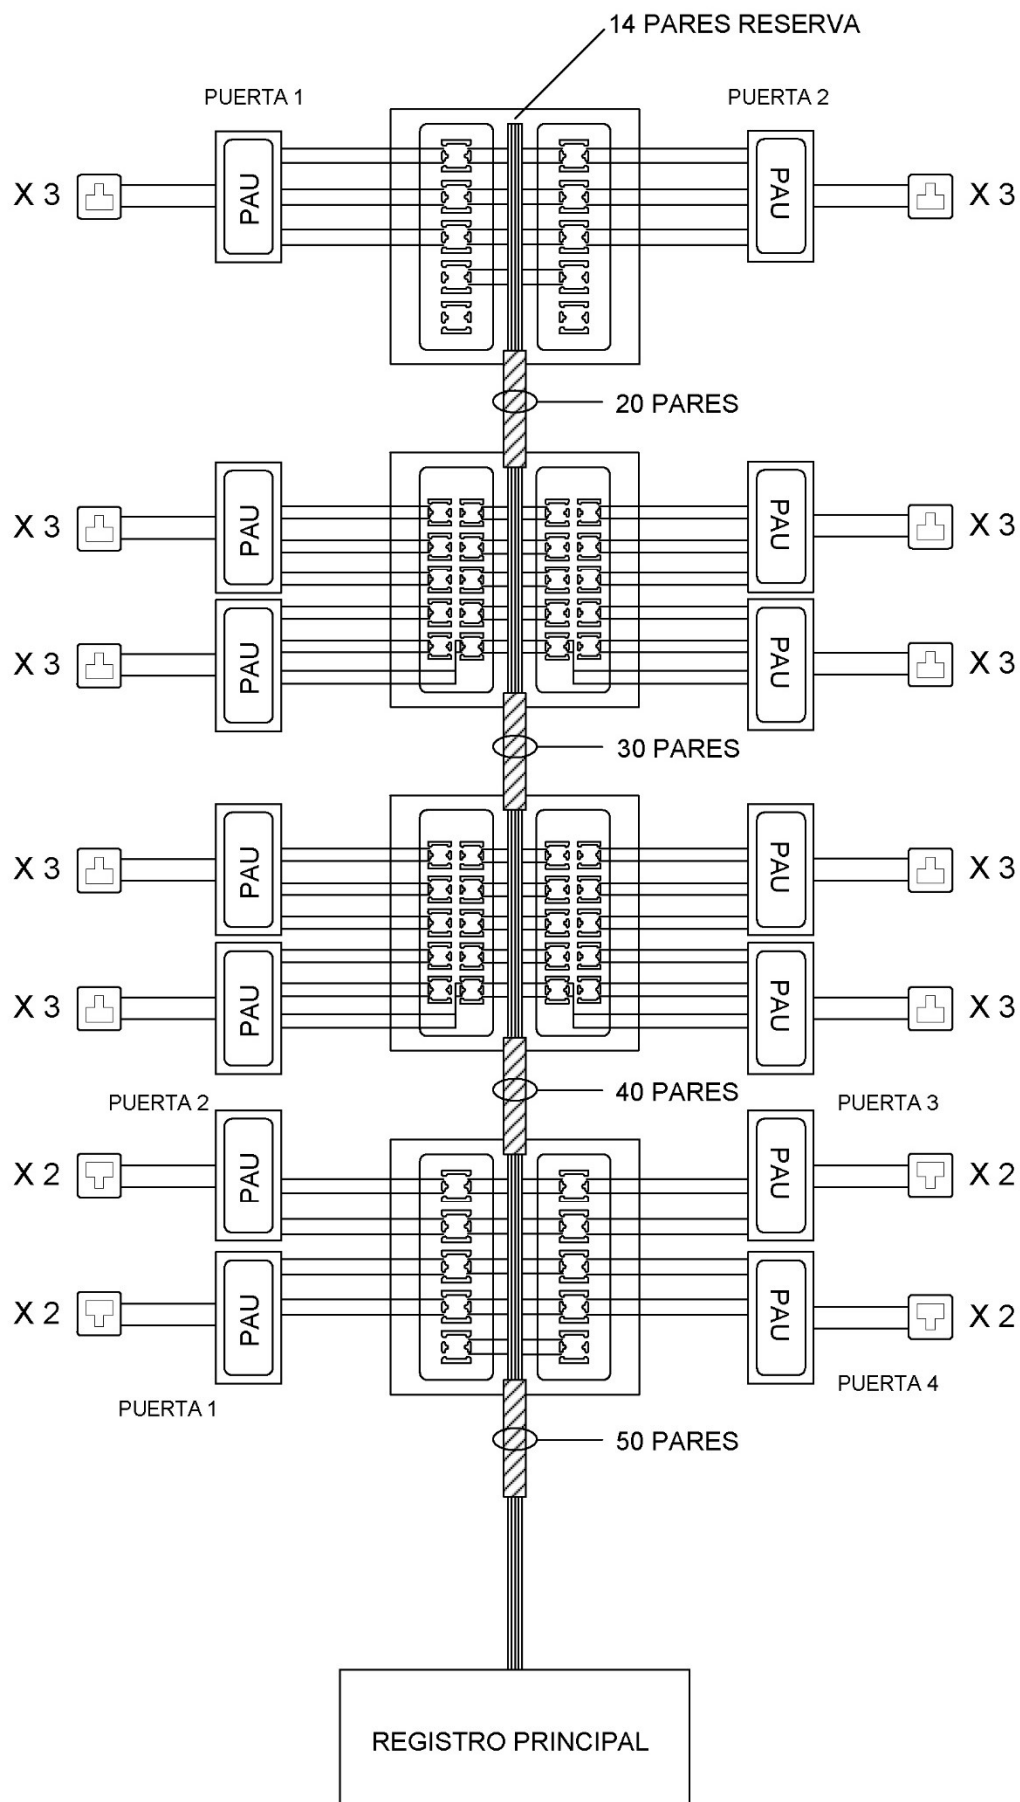 14 PARES RESERVA
PUERTA 1
PUERTA 2
X 3
PAU
PAU
X 3
20 PARES
X 3
PAU
PAU
X 3
X 3
PAU
PAU
X 3
30 PARES
X 3
PAU
PAU
X 3
X 3
PAU
PAU
X 3
40 PARES
PUERTA 2
PUERTA 3
X 2
PAU
PAU
X 2
X 2
PAU
PAU
X 2
PUERTA 1
PUERTA 4
50 PARES
REGISTRO PRINCIPAL